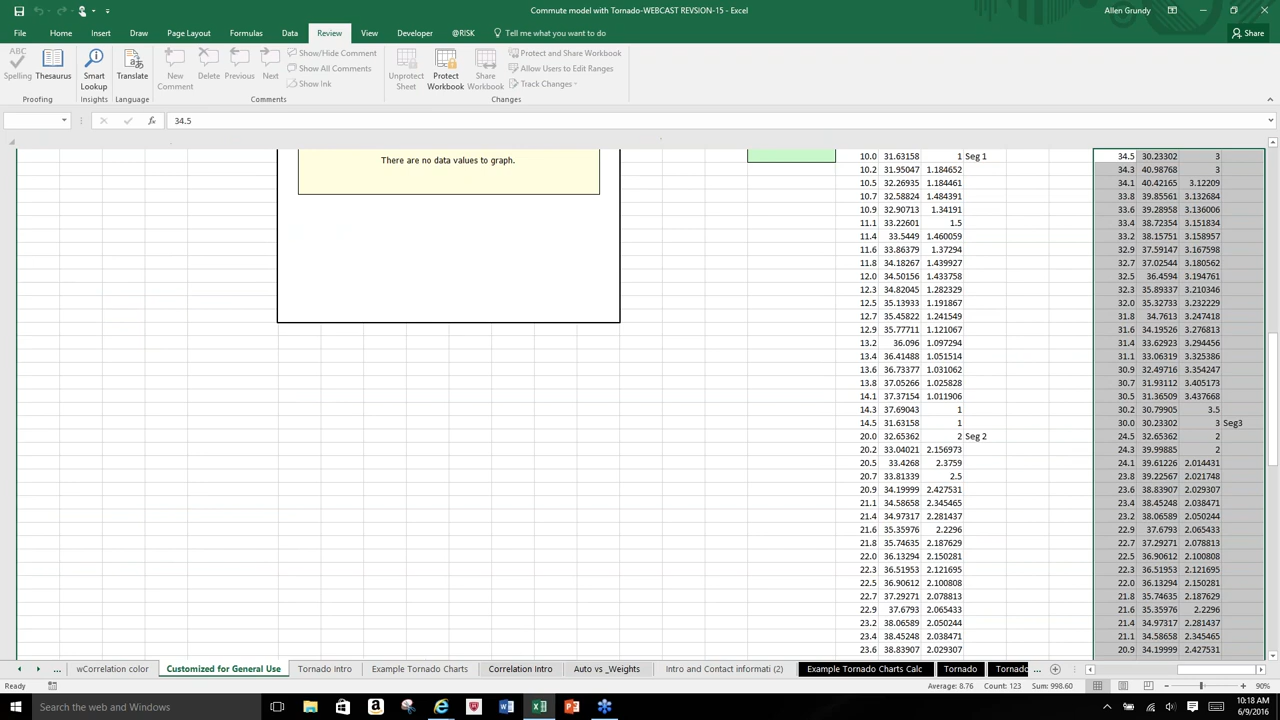 Commute model with Tornado-WEBCAST REVSION-15 - Excel
Allen Grundy
File Home Insert Draw Page Layout Formulas Data Review View Developer @RISK Tell me what you want to do
Share
Spelling Thesaurus
Smart Lookup
Translate
New Comment
Delete Previous Next
Show/Hide Comment
Show All Comments
Show Ink
Unprotect Sheet
Protect Workbook
Share Workbook
Protect and Share Workbook
Allow Users to Edit Ranges
Track Changes
Proofing Insights Language Comments Changes
fx 34.5
There are no data values to graph.
10.0 31.63158 1 Seg 1 34.5 30.23302 3
10.2 31.95047 1.184652 34.3 40.98768 3
10.5 32.26935 1.184461 34.1 40.42165 3.12209
10.7 32.58824 1.484391 33.8 39.85561 3.132684
10.9 32.90713 1.34191 33.6 39.28958 3.136006
11.1 33.22601 1.5 33.4 38.72354 3.151834
11.4 33.5449 1.460059 33.2 38.15751 3.158957
11.6 33.86379 1.37294 32.9 37.59147 3.167598
11.8 34.18267 1.439927 32.7 37.02544 3.180562
12.0 34.50156 1.433758 32.5 36.4594 3.194761
12.3 34.82045 1.282329 32.3 35.89337 3.210346
12.5 35.13933 1.191867 32.0 35.32733 3.232229
12.7 35.45822 1.241549 31.8 34.7613 3.247418
12.9 35.77711 1.121067 31.6 34.19526 3.276813
13.2 36.096 1.097294 31.4 33.62923 3.294456
13.4 36.41488 1.051514 31.1 33.06319 3.325386
13.6 36.73377 1.031062 30.9 32.49716 3.354247
13.8 37.05266 1.025828 30.7 31.93112 3.405173
14.1 37.37154 1.011906 30.5 31.36509 3.437668
14.3 37.69043 1 30.2 30.79905 3.5
14.5 31.63158 1 30.0 30.23302 3 Seg3
20.0 32.65362 2 Seg 2 24.5 32.65362 2
20.2 33.04021 2.156973 24.3 39.99885 2
20.5 33.4268 2.3759 24.1 39.61226 2.014431
20.7 33.81339 2.5 23.8 39.22567 2.021748
20.9 34.19999 2.427531 23.6 38.83907 2.029307
21.1 34.58658 2.345465 23.4 38.45248 2.038471
21.4 34.97317 2.281437 23.2 38.06589 2.050244
21.6 35.35976 2.2296 22.9 37.6793 2.065433
21.8 35.74635 2.187629 22.7 37.29271 2.078813
22.0 36.13294 2.150281 22.5 36.90612 2.100808
22.3 36.51953 2.121695 22.3 36.51953 2.121695
22.5 36.90612 2.100808 22.0 36.13294 2.150281
22.7 37.29271 2.078813 21.8 35.74635 2.187629
22.9 37.6793 2.065433 21.6 35.35976 2.2296
23.2 38.06589 2.050244 21.4 34.97317 2.281437
23.4 38.45248 2.038471 21.1 34.58658 2.345465
23.6 38.83907 2.029307 20.9 34.19999 2.427531
... wCorrelation color Customized for General Use Tornado Intro Example Tornado Charts Correlation Intro Auto vs _Weights Intro and Contact informati (2) Example Tornado Charts Calc Tornado Tornado ...
Ready Average: 8.76 Count: 123 Sum: 998.60 90%
Search the web and Windows
10:18 AM
6/9/2016